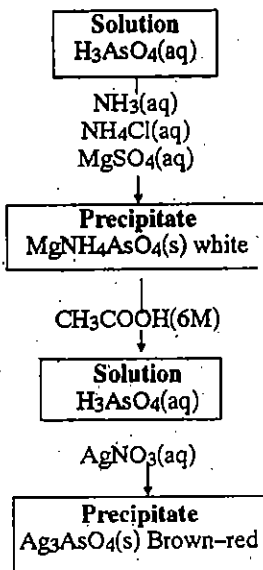 Solution
H3AsO4(aq)
NH3(aq)
NH4Cl(aq)
MgSO4(aq)
Precipitate
MgNH4AsO4(s) white
CH3COOH(6M)
Solution
H3AsO4(aq)
AgNO3(aq)
Precipitate
Ag3AsO4(s) Brown–red